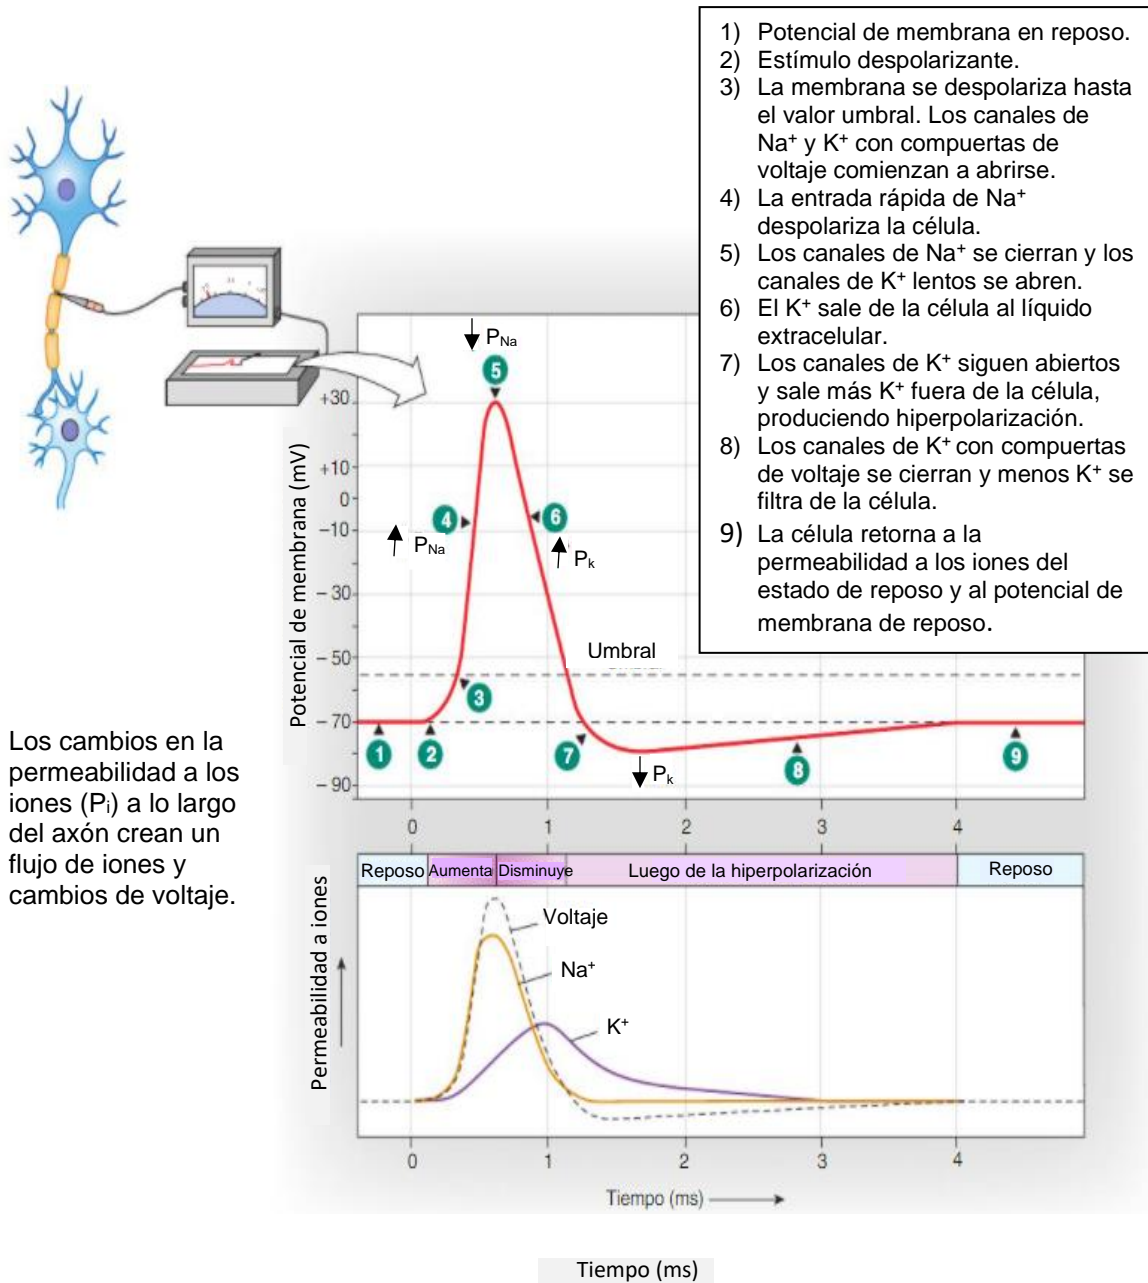 1) Potencial de membrana en reposo.
2) Estímulo despolarizante.
3) La membrana se despolariza hasta
el valor umbral. Los canales de
Na⁺ y K⁺ con compuertas de
voltaje comienzan a abrirse.
4) La entrada rápida de Na⁺
despolariza la célula.
5) Los canales de Na⁺ se cierran y los
canales de K⁺ lentos se abren.
6) El K⁺ sale de la célula al líquido
extracelular.
7) Los canales de K⁺ siguen abiertos
y sale más K⁺ fuera de la célula,
produciendo hiperpolarización.
8) Los canales de K⁺ con compuertas
de voltaje se cierran y menos K⁺ se
filtra de la célula.
9) La célula retorna a la
permeabilidad a los iones del
estado de reposo y al potencial de
membrana de reposo.
Potencial de membrana (mV)
+30
+10
0
−10
−30
−50
−70
−90
↓ PNa
5
4
↑ PNa
6
↑ Pk
Umbral
3
1
2
7
↓ Pk
8
9
0 1 2 3 4
Los cambios en la
permeabilidad a los
iones (Pi) a lo largo
del axón crean un
flujo de iones y
cambios de voltaje.
Reposo Aumenta Disminuye Luego de la hiperpolarización Reposo
Permeabilidad a iones
Voltaje
Na⁺
K⁺
0 1 2 3 4
Tiempo (ms)
Tiempo (ms)